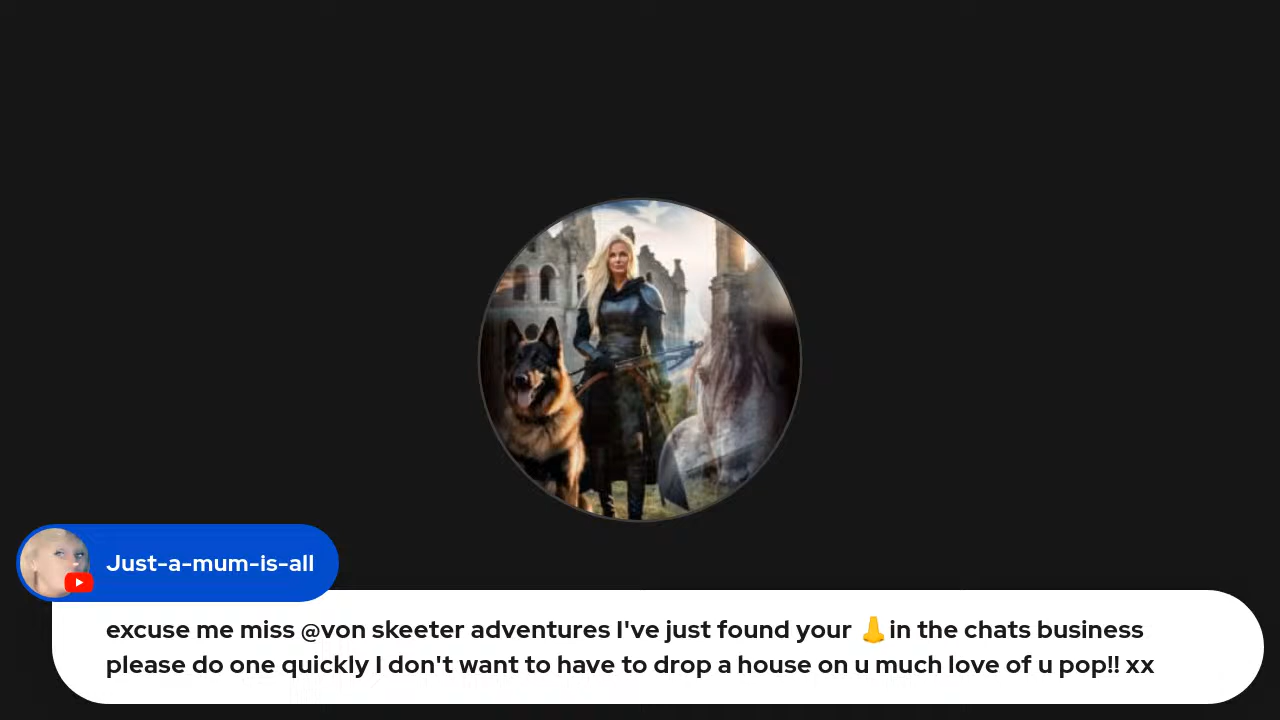 Just-a-mum-is-all
excuse me miss @von skeeter adventures I've just found your 👃in the chats business
please do one quickly I don't want to have to drop a house on u much love of u pop!! xx